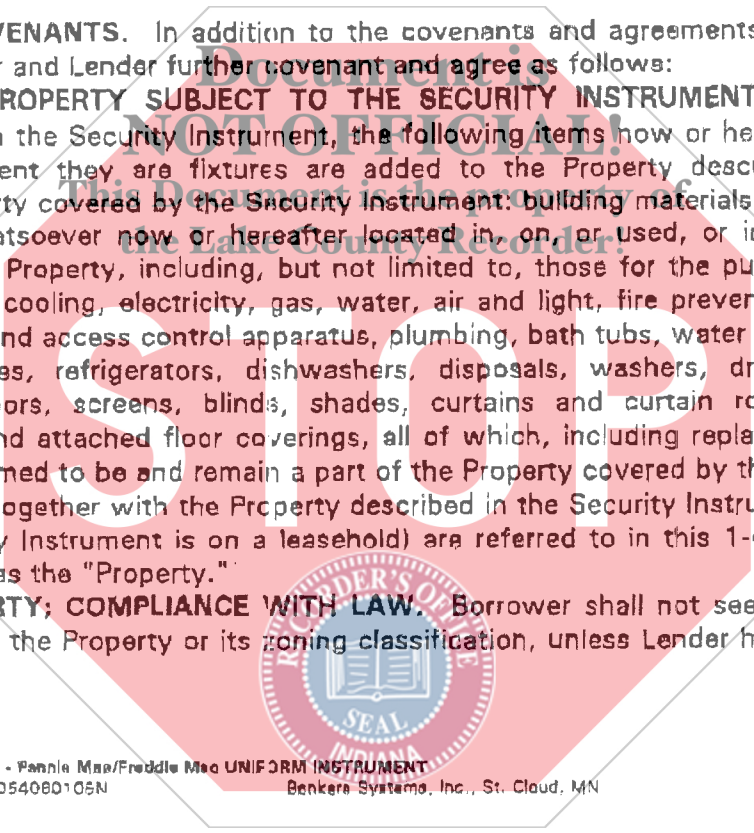 VENANTS. In addition to the covenants and agreements
r and Lender further covenant and agree as follows:
Document is
ROPERTY SUBJECT TO THE SECURITY INSTRUMENT
NOT OFFICIAL!
n the Security Instrument, the following items now or he
ent they are fixtures are added to the Property desc
This Document is the property of
ty covered by the Security Instrument: building materials
the Lake County Recorder!
atsoever now or hereafter located in, on, or used, or i
Property, including, but not limited to, those for the pu
cooling, electricity, gas, water, air and light, fire preven
nd access control apparatus, plumbing, bath tubs, water
STOP
es, refrigerators, dishwashers, disposals, washers, dr
ors, screens, blinds, shades, curtains and curtain ro
nd attached floor coverings, all of which, including repla
med to be and remain a part of the Property covered by th
ogether with the Property described in the Security Instru
y Instrument is on a leasehold) are referred to in this 1-
as the "Property."
RTY; COMPLIANCE WITH LAW. Borrower shall not see
the Property or its zoning classification, unless Lender h
RECORDER'S OFFICE
SEAL
INDIANA
- Fannie Mae/Freddie Mac UNIFORM INSTRUMENT
054080105N
Bankers Systems, Inc., St. Cloud, MN